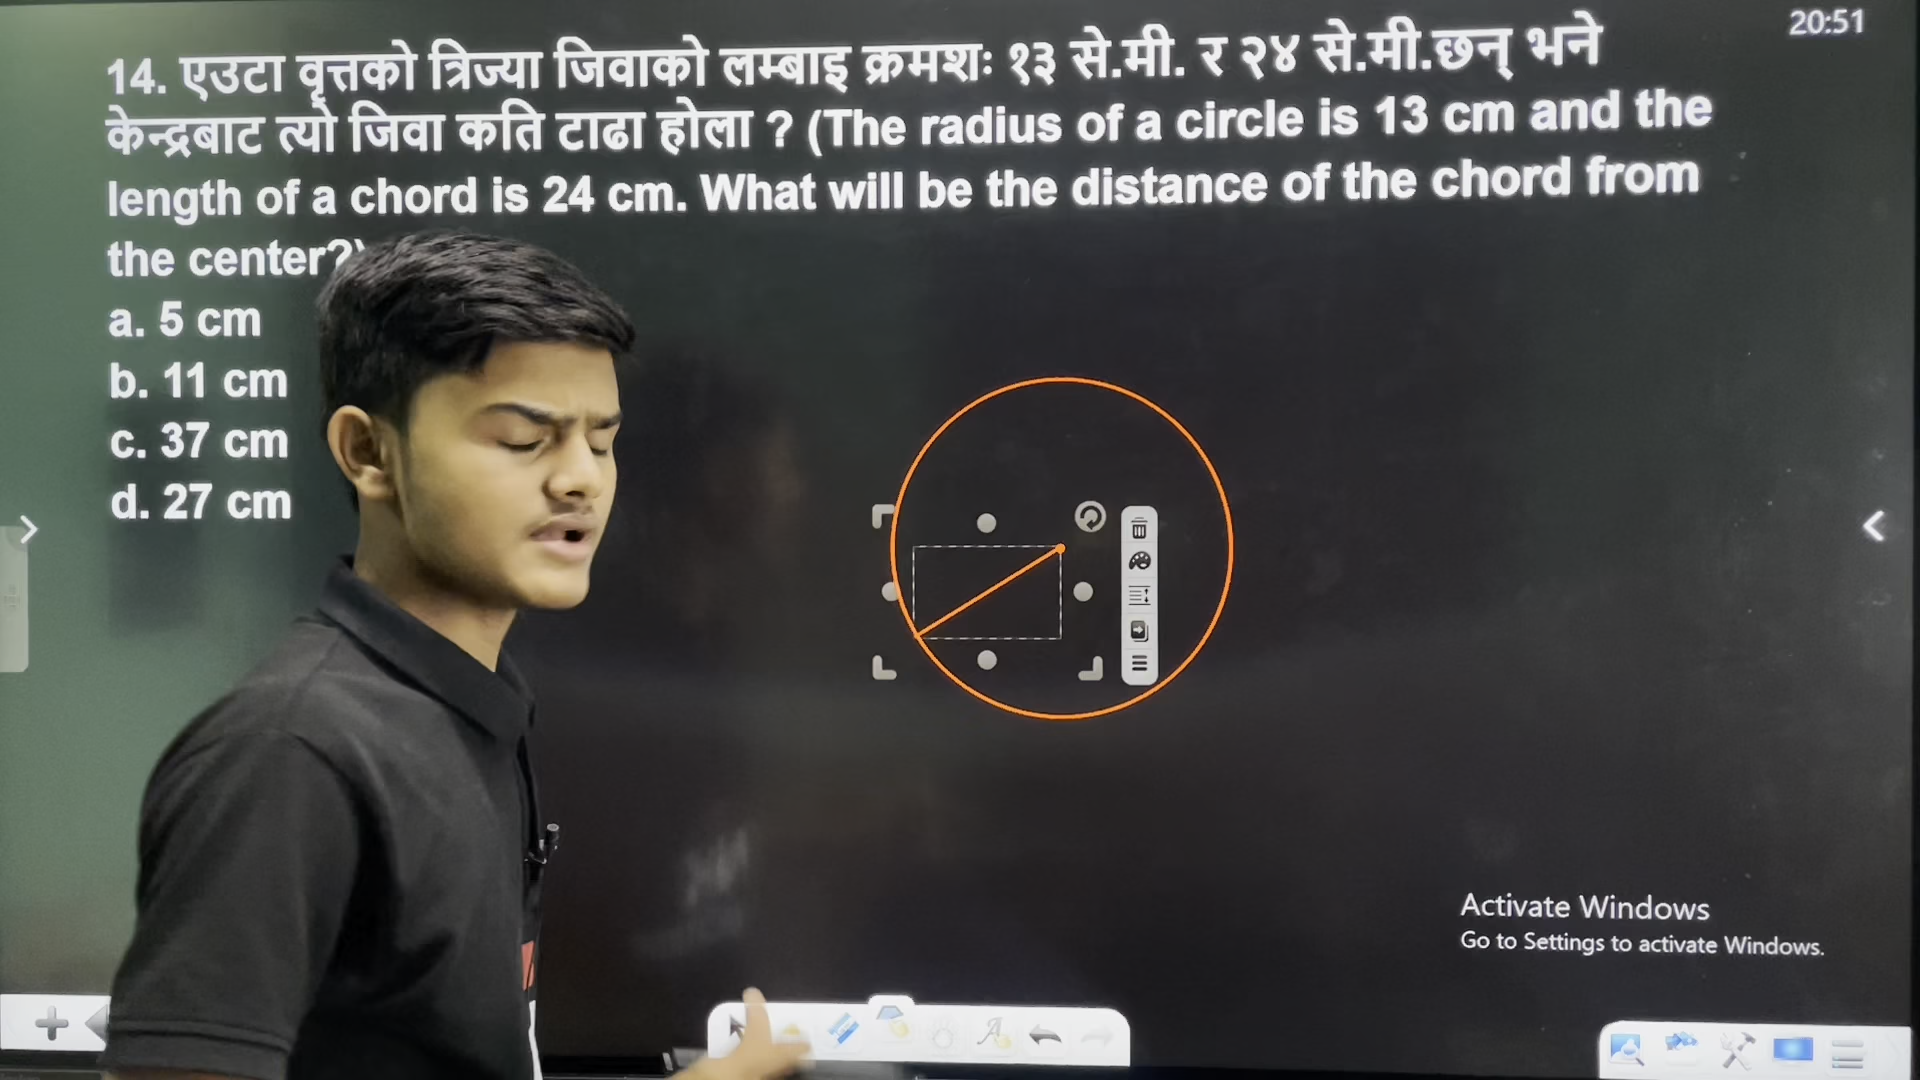 20:51
14. एउटा वृत्तको त्रिज्या जिवाको लम्बाइ क्रमशः १३ से.मी. र २४ से.मी.छन् भने
केन्द्रबाट त्यो जिवा कति टाढा होला ? (The radius of a circle is 13 cm and the
length of a chord is 24 cm. What will be the distance of the chord from
the center?)
a. 5 cm
b. 11 cm
c. 37 cm
d. 27 cm
Activate Windows
Go to Settings to activate Windows.